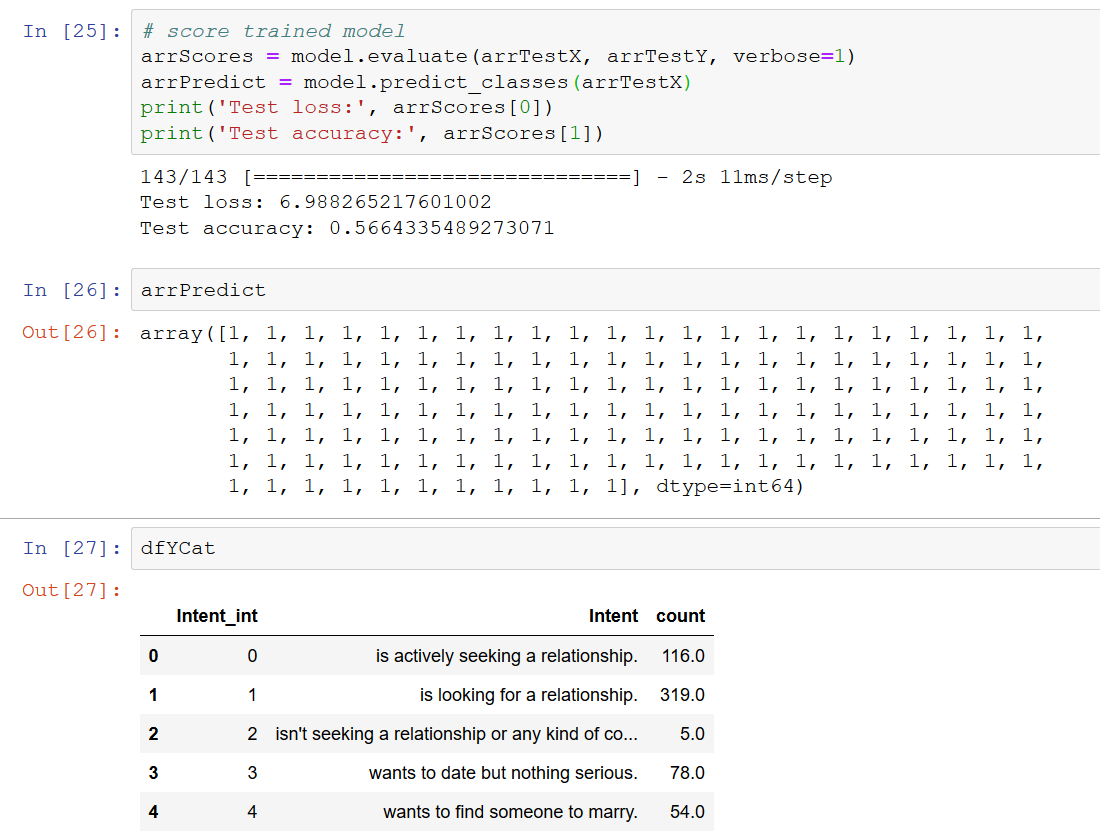 In [25]: # score trained model
arrScores = model.evaluate(arrTestX, arrTestY, verbose=1)
arrPredict = model.predict_classes(arrTestX)
print('Test loss:', arrScores[0])
print('Test accuracy:', arrScores[1])
143/143 [==============================] - 2s 11ms/step
Test loss: 6.988265217601002
Test accuracy: 0.5664335489273071
In [26]: arrPredict
Out[26]: array([1, 1, 1, 1, 1, 1, 1, 1, 1, 1, 1, 1, 1, 1, 1, 1, 1, 1, 1, 1, 1, 1,
1, 1, 1, 1, 1, 1, 1, 1, 1, 1, 1, 1, 1, 1, 1, 1, 1, 1, 1, 1, 1, 1,
1, 1, 1, 1, 1, 1, 1, 1, 1, 1, 1, 1, 1, 1, 1, 1, 1, 1, 1, 1, 1, 1,
1, 1, 1, 1, 1, 1, 1, 1, 1, 1, 1, 1, 1, 1, 1, 1, 1, 1, 1, 1, 1, 1,
1, 1, 1, 1, 1, 1, 1, 1, 1, 1, 1, 1, 1, 1, 1, 1, 1, 1, 1, 1, 1, 1,
1, 1, 1, 1, 1, 1, 1, 1, 1, 1, 1, 1, 1, 1, 1, 1, 1, 1, 1, 1, 1, 1,
1, 1, 1, 1, 1, 1, 1, 1, 1, 1, 1], dtype=int64)
In [27]: dfYCat
Out[27]:
Intent_int Intent count
0 0 is actively seeking a relationship. 116.0
1 1 is looking for a relationship. 319.0
2 2 isn't seeking a relationship or any kind of co... 5.0
3 3 wants to date but nothing serious. 78.0
4 4 wants to find someone to marry. 54.0